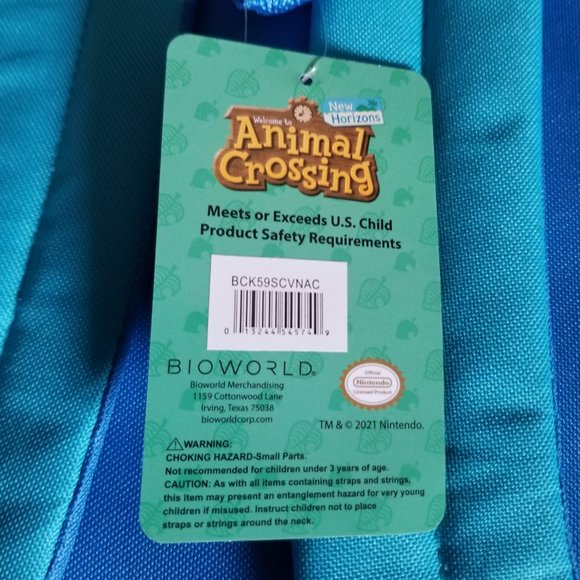 New
Horizons
Welcome to
Animal
Crossing
Meets or Exceeds U.S. Child
Product Safety Requirements
BCK59SCVNAC
0 13244 54574 9
BIOWORLD®
Bioworld Merchandising
1159 Cottonwood Lane
Irving, Texas 75038
bioworldcorp.com
Official
Nintendo
Licensed Product
TM & © 2021 Nintendo.
⚠WARNING:
CHOKING HAZARD-Small Parts.
Not recommended for children under 3 years of age.
CAUTION: As with all items containing straps and strings,
this item may present an entanglement hazard for very young
children if misused. Instruct children not to place
straps or strings around the neck.